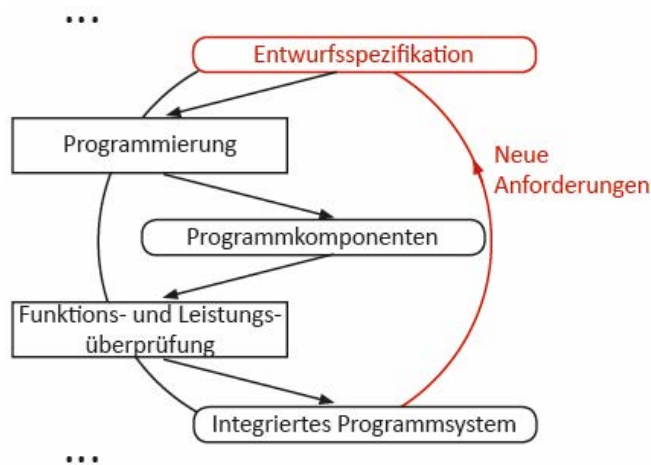 ...
Entwurfsspezifikation
Programmierung
Neue
Anforderungen
Programmkomponenten
Funktions- und Leistungs-
überprüfung
Integriertes Programmsystem
...